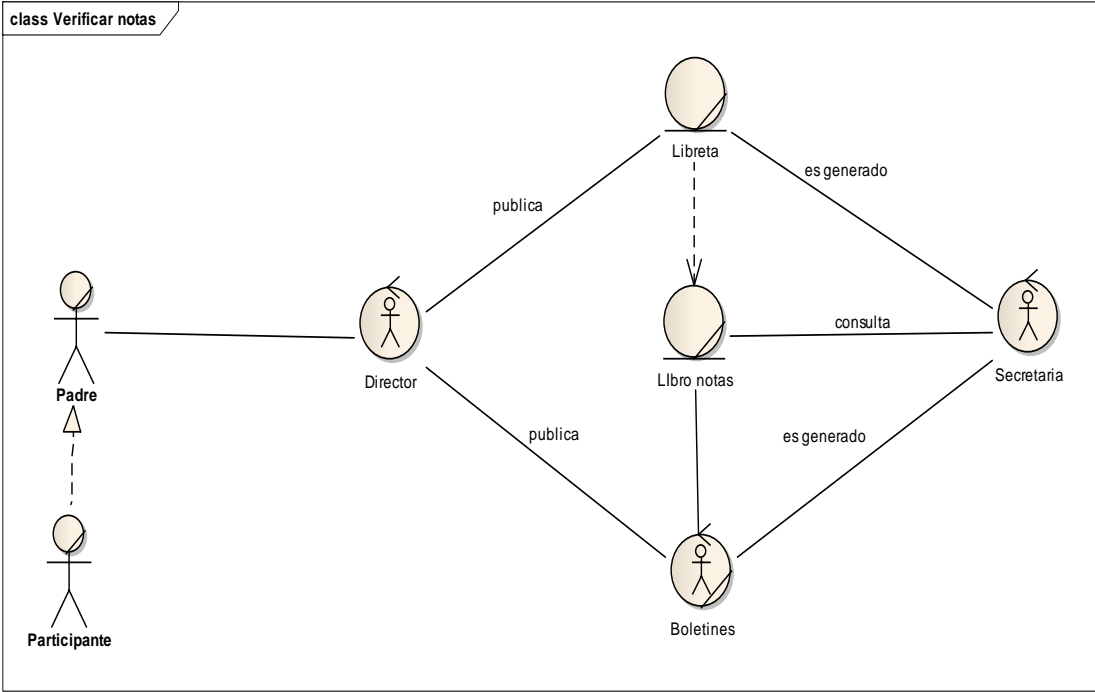 class Verificar notas
Libreta
es generado
publica
consulta
LIbro notas
Director
Secretaria
Padre
publica
es generado
Participante
Boletines